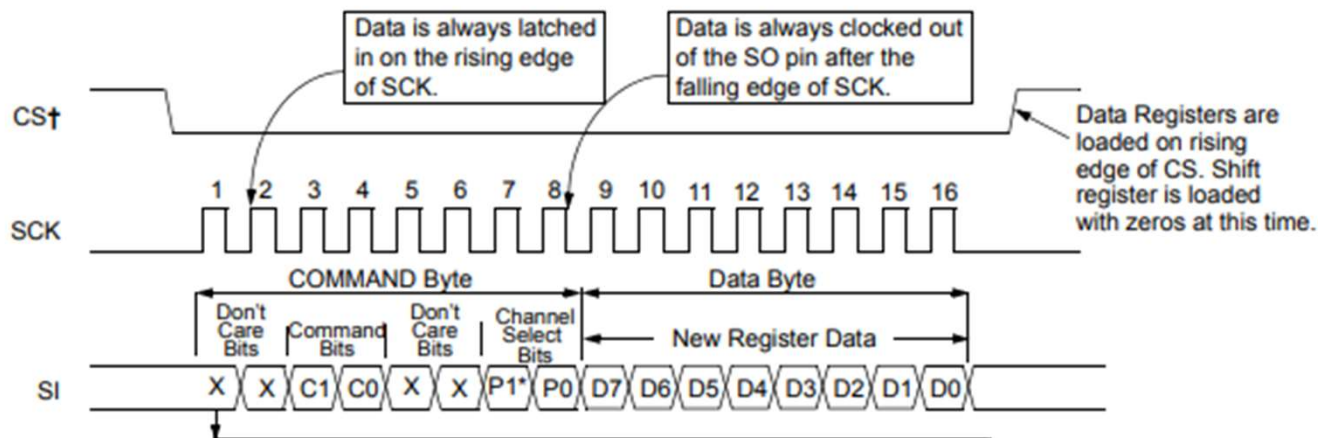 Data is always latched
in on the rising edge
of SCK.
Data is always clocked out
of the SO pin after the
falling edge of SCK.
CS†
Data Registers are
loaded on rising
edge of CS. Shift
register is loaded
with zeros at this time.
1 2 3 4 5 6 7 8 9 10 11 12 13 14 15 16
SCK
COMMAND Byte
Data Byte
Don't
Care
Bits
Command
Bits
Don't
Care
Bits
Channel
Select
Bits
New Register Data
SI
X X C1 C0 X X P1* P0 D7 D6 D5 D4 D3 D2 D1 D0